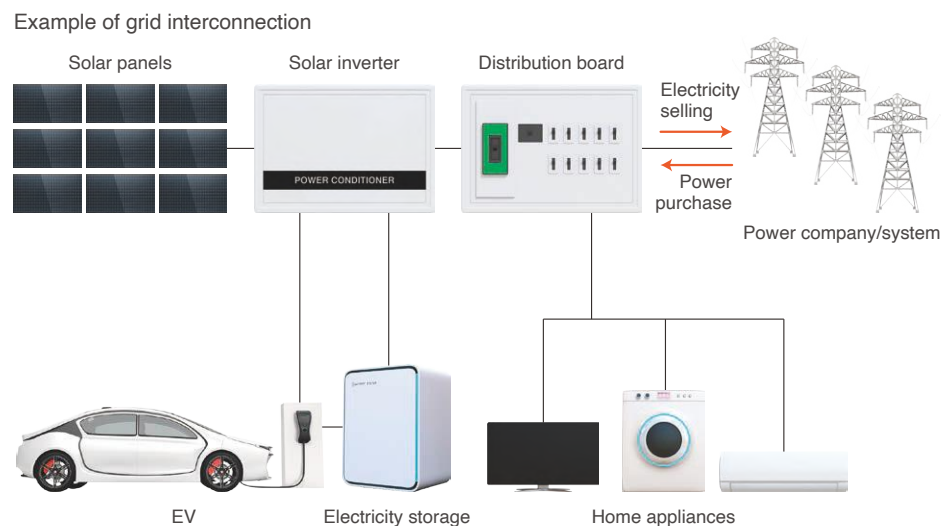 Example of grid interconnection
Solar panels
Solar inverter
Distribution board
Electricity
selling
POWER CONDITIONER
Power
purchase
Power company/system
EV
Electricity storage
Home appliances